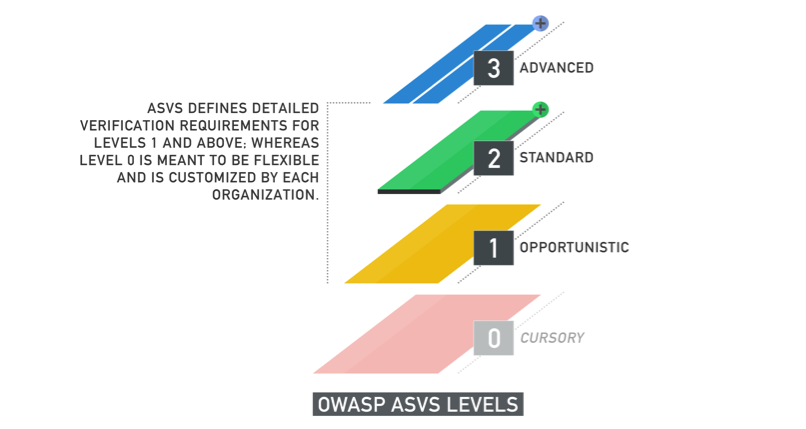 3 ADVANCED
ASVS DEFINES DETAILED
VERIFICATION REQUIREMENTS FOR
LEVELS 1 AND ABOVE; WHEREAS
LEVEL 0 IS MEANT TO BE FLEXIBLE
AND IS CUSTOMIZED BY EACH
ORGANIZATION.
2 STANDARD
1 OPPORTUNISTIC
0 CURSORY
OWASP ASVS LEVELS